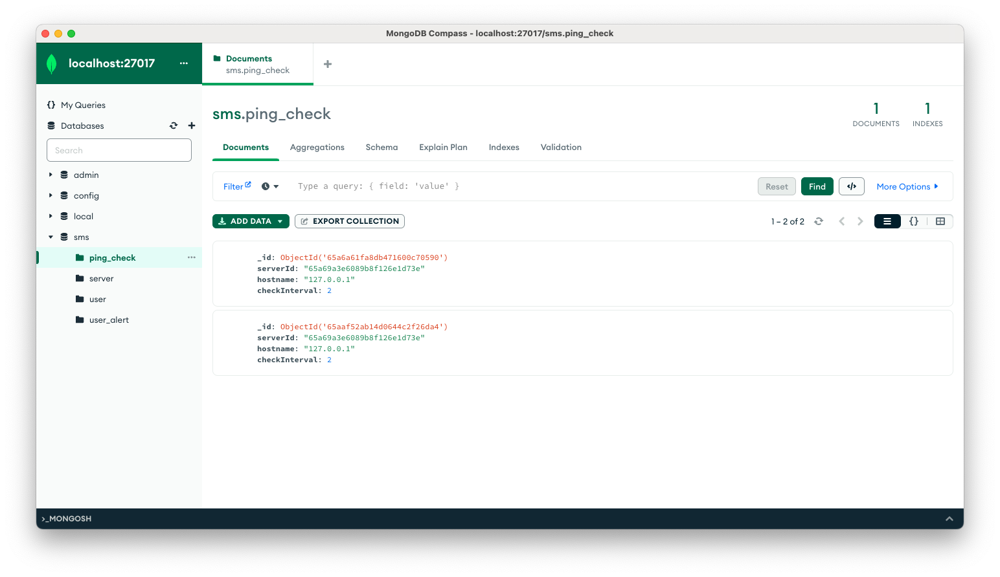 MongoDB Compass - localhost:27017/sms.ping_check
localhost:27017
Documents
sms.ping_check
My Queries
Databases
Search
admin
config
local
sms
ping_check
server
user
user_alert
sms.ping_check
1
DOCUMENTS
1
INDEXES
Documents Aggregations Schema Explain Plan Indexes Validation
Filter Type a query: { field: 'value' } Reset Find </> More Options
ADD DATA EXPORT COLLECTION 1 – 2 of 2 {}
_id: ObjectId('65a6a61fa8db471600c70590')
serverId: "65a69a3e6089b8f126e1d73e"
hostname: "127.0.0.1"
checkInterval: 2
_id: ObjectId('65aaf52ab14d0644c2f26da4')
serverId: "65a69a3e6089b8f126e1d73e"
hostname: "127.0.0.1"
checkInterval: 2
>_MONGOSH